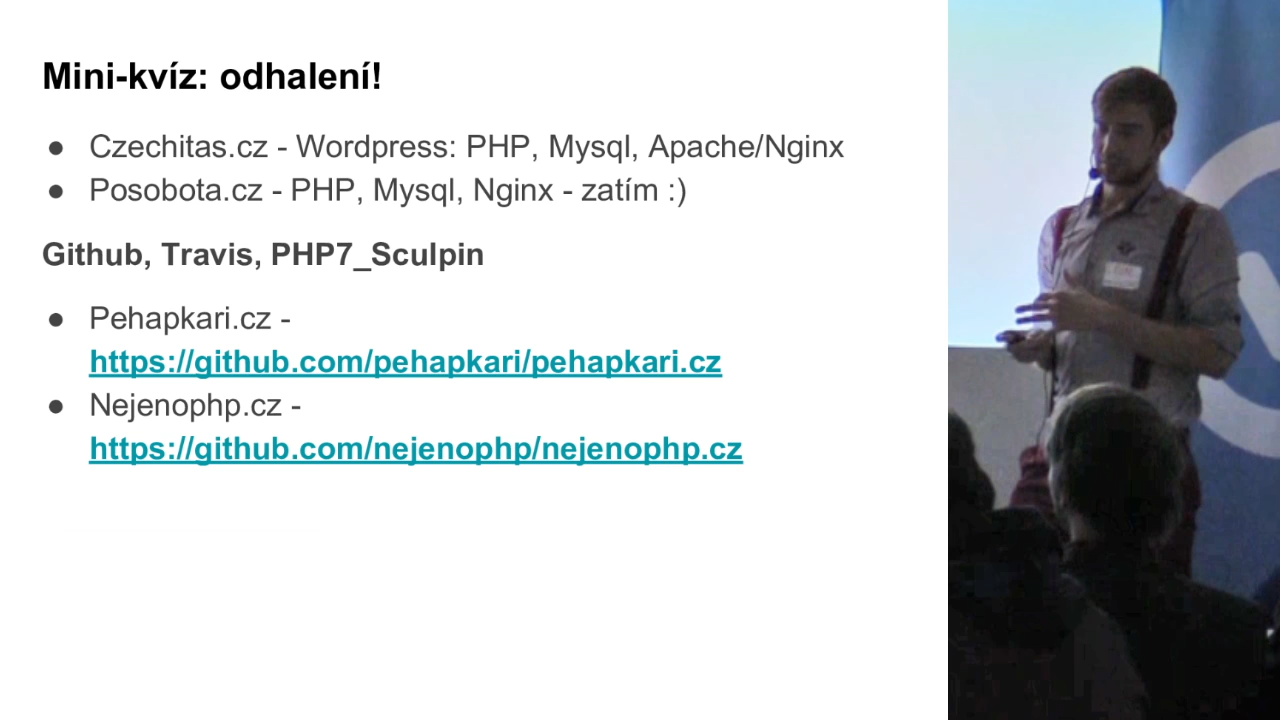 Mini-kvíz: odhalení!
● Czechitas.cz - Wordpress: PHP, Mysql, Apache/Nginx
● Posobota.cz - PHP, Mysql, Nginx - zatím :)
Github, Travis, PHP7_Sculpin
● Pehapkari.cz -
https://github.com/pehapkari/pehapkari.cz
● Nejenophp.cz -
https://github.com/nejenophp/nejenophp.cz